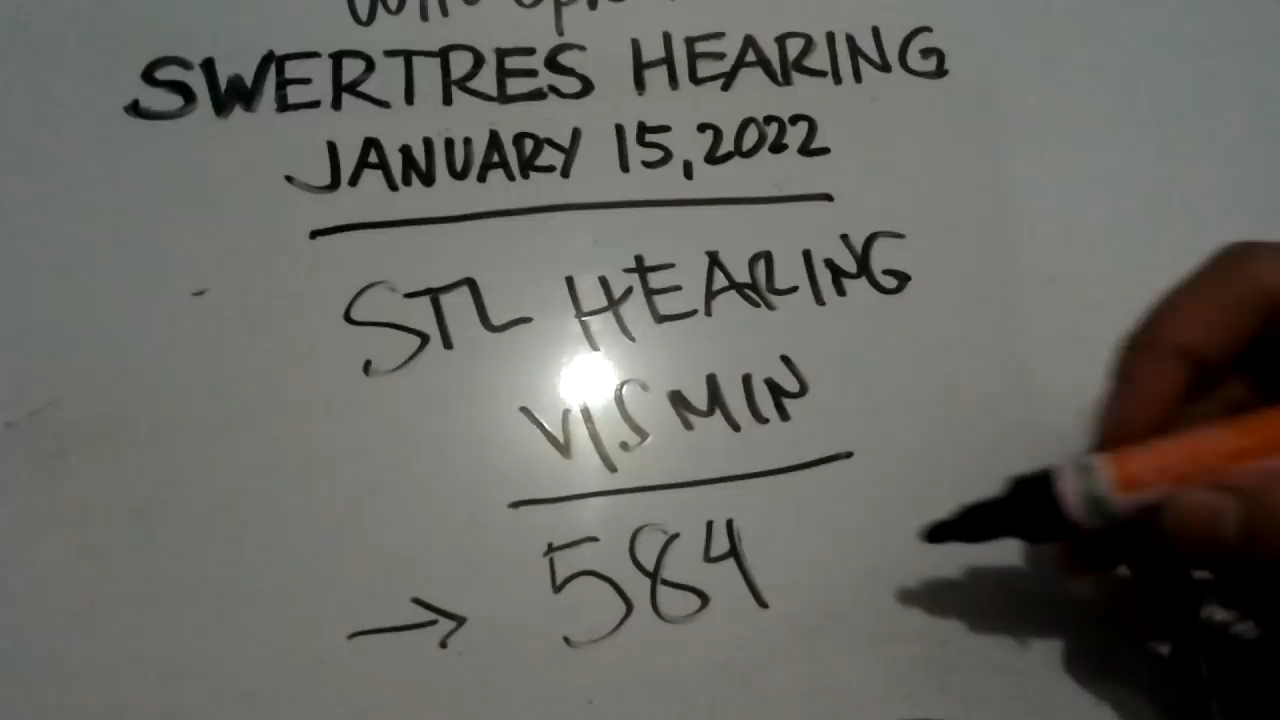 SWERTRES HEARING
JANUARY 15, 2022
STL HEARING
VISMIN
→ 584